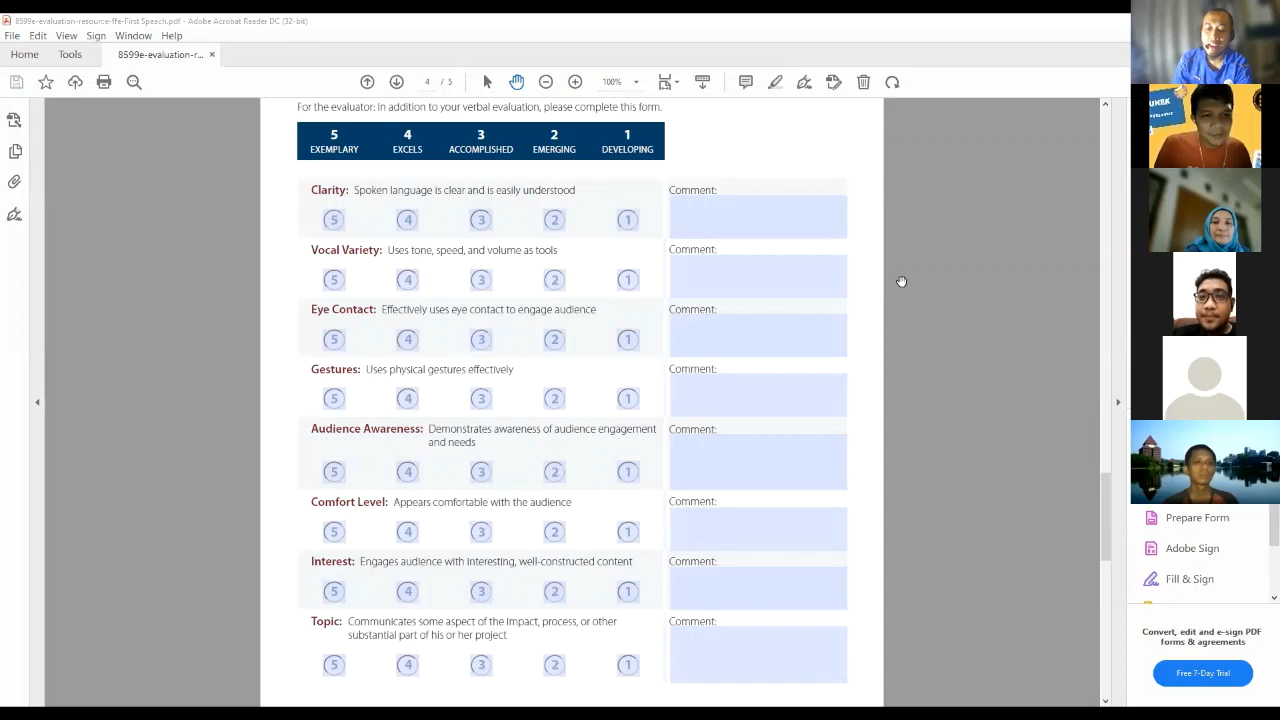 8599e-evaluation-resource-ffe-First Speach.pdf - Adobe Acrobat Reader DC (32-bit)
File Edit View Sign Window Help
Home Tools 8599e-evaluation-r... ×
4 / 5 100%
For the evaluator: In addition to your verbal evaluation, please complete this form.
5 4 3 2 1
EXEMPLARY EXCELS ACCOMPLISHED EMERGING DEVELOPING
Clarity: Spoken language is clear and is easily understood Comment:
5 4 3 2 1
Vocal Variety: Uses tone, speed, and volume as tools Comment:
5 4 3 2 1
Eye Contact: Effectively uses eye contact to engage audience Comment:
5 4 3 2 1
Gestures: Uses physical gestures effectively Comment:
5 4 3 2 1
Audience Awareness: Demonstrates awareness of audience engagement Comment:
and needs
5 4 3 2 1
Comfort Level: Appears comfortable with the audience Comment:
5 4 3 2 1
Interest: Engages audience with interesting, well-constructed content Comment:
5 4 3 2 1
Topic: Communicates some aspect of the impact, process, or other Comment:
substantial part of his or her project
5 4 3 2 1
Prepare Form
Adobe Sign
Fill & Sign
Convert, edit and e-sign PDF
forms & agreements
Free 7-Day Trial